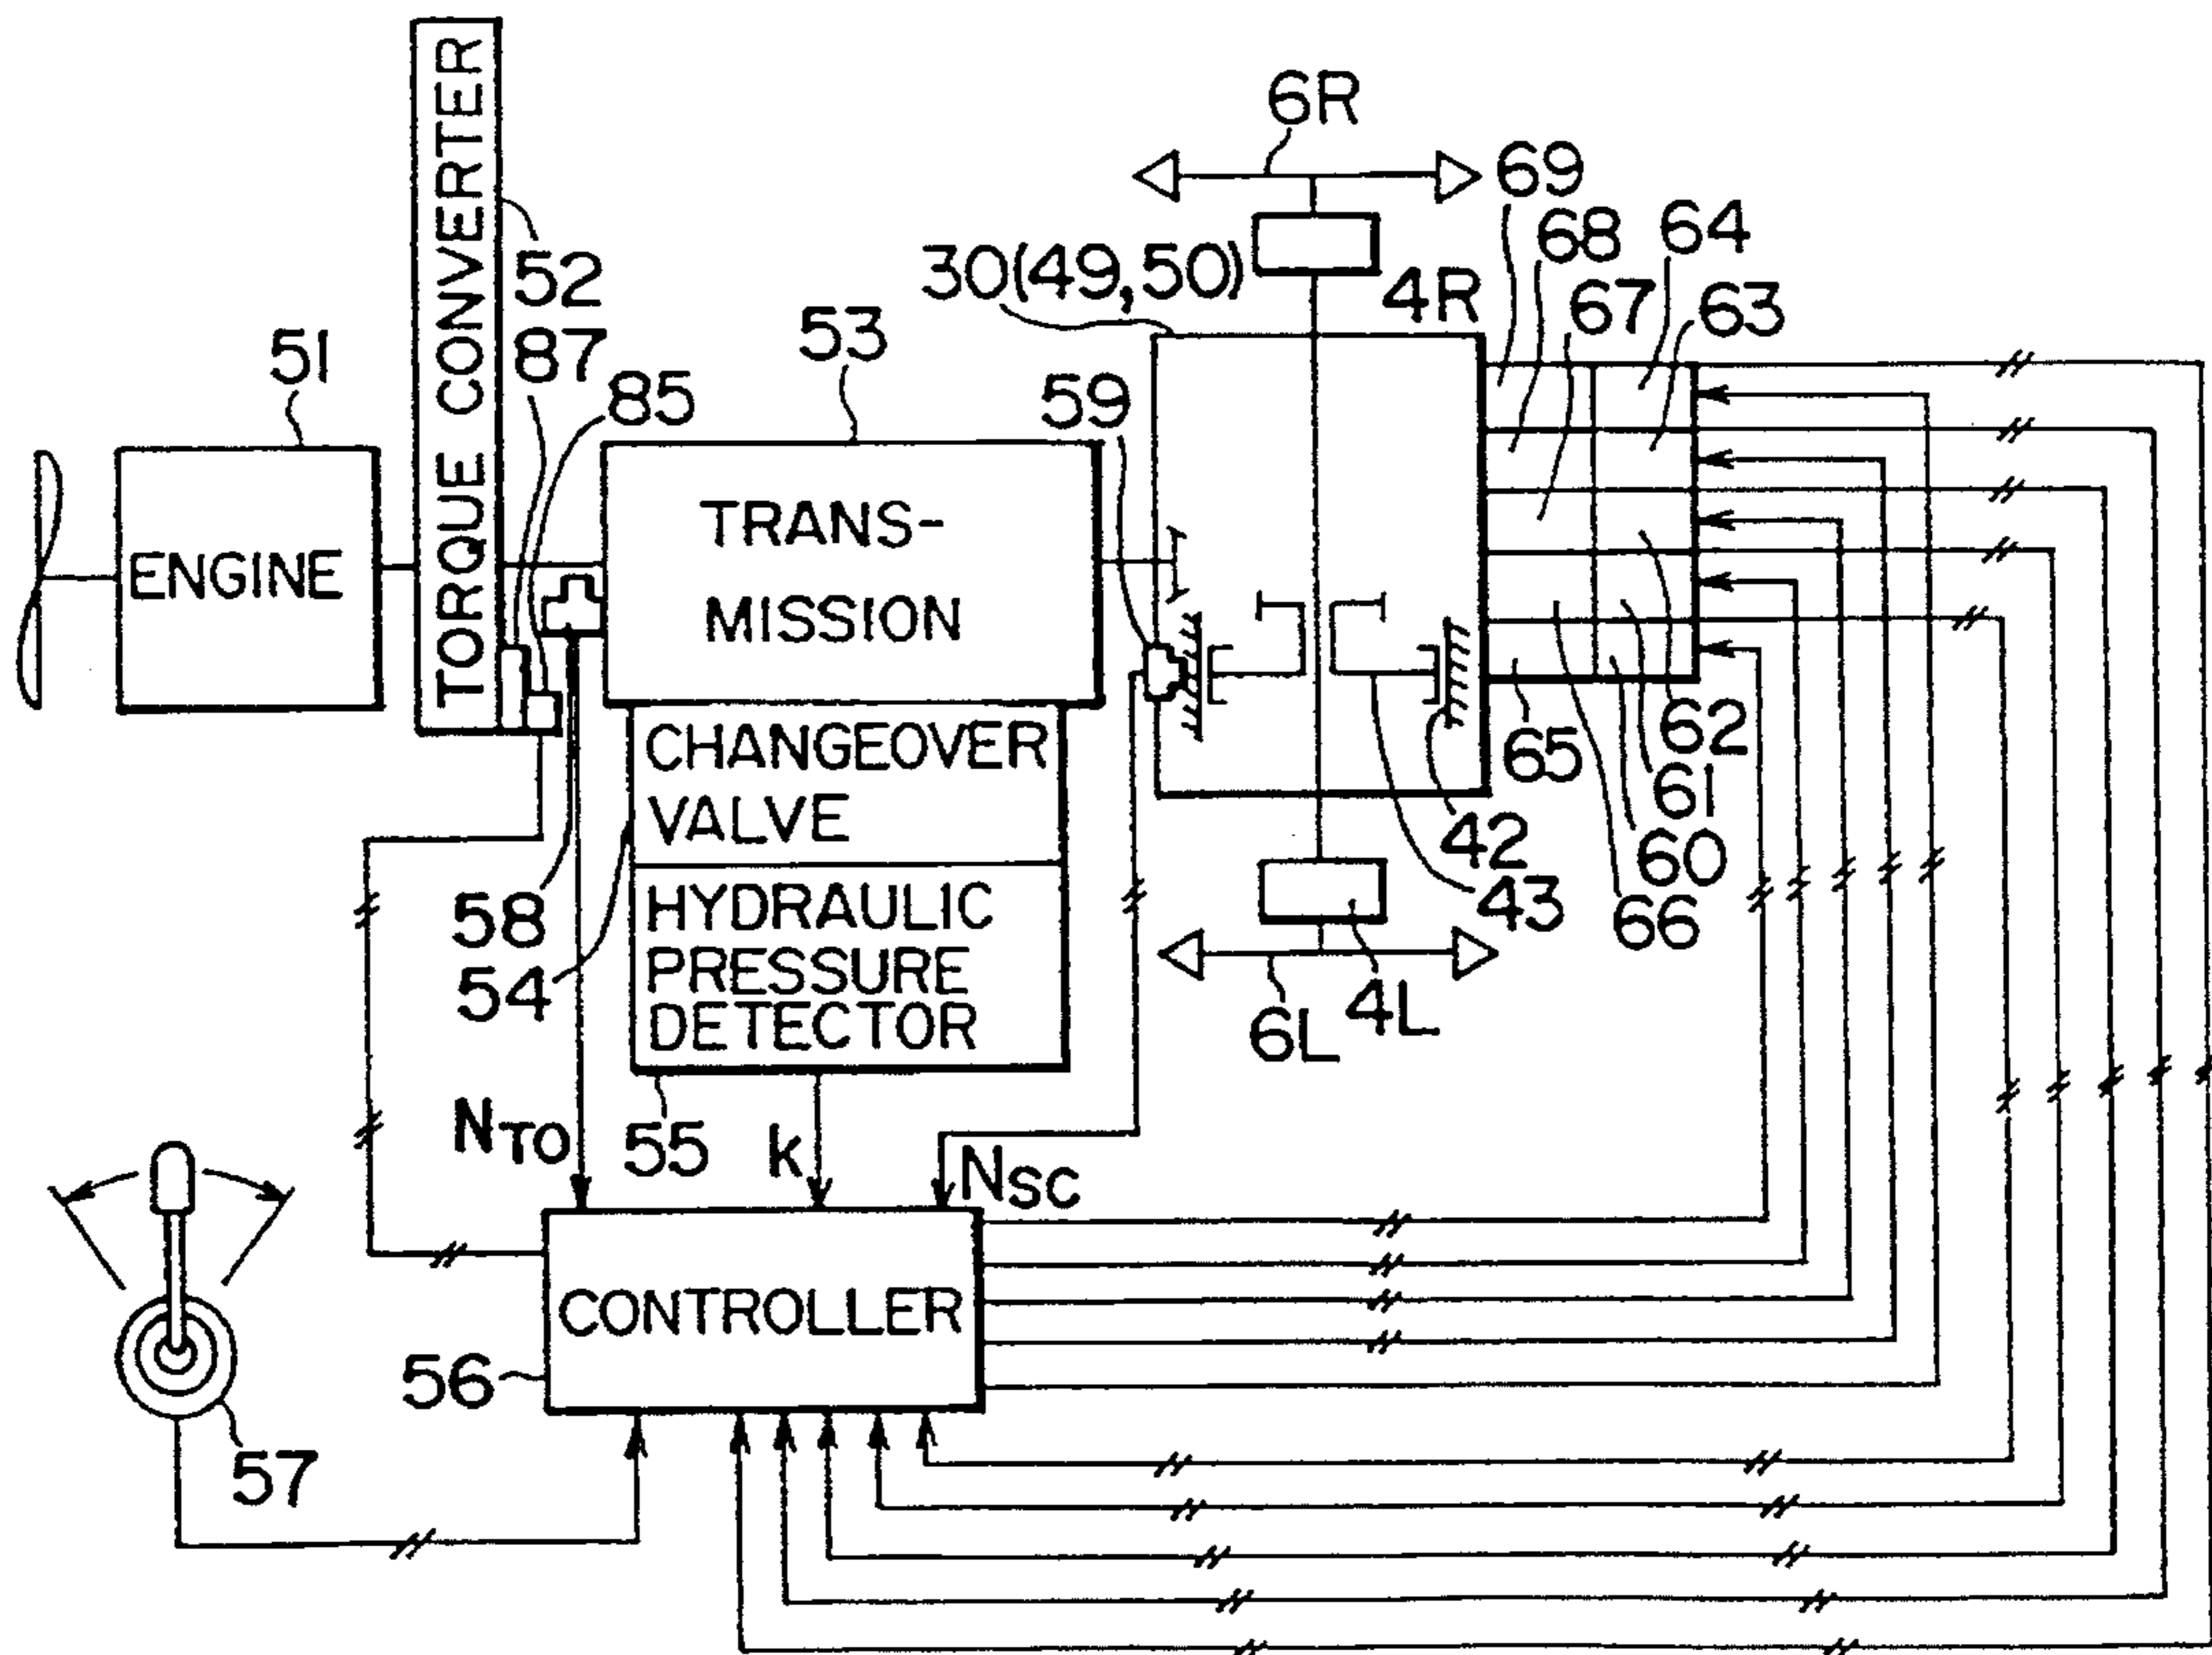 6R
69
68
64
30(49,50)
4R
67
63
52
87
53
51
85
59
TORQUE CONVERTER
TRANS-
MISSION
ENGINE
CHANGEOVER
VALVE
HYDRAULIC
PRESSURE
DETECTOR
65
62
61
60
66
42
43
58
54
6L
4L
NTO
55
k
NSC
CONTROLLER
56
57